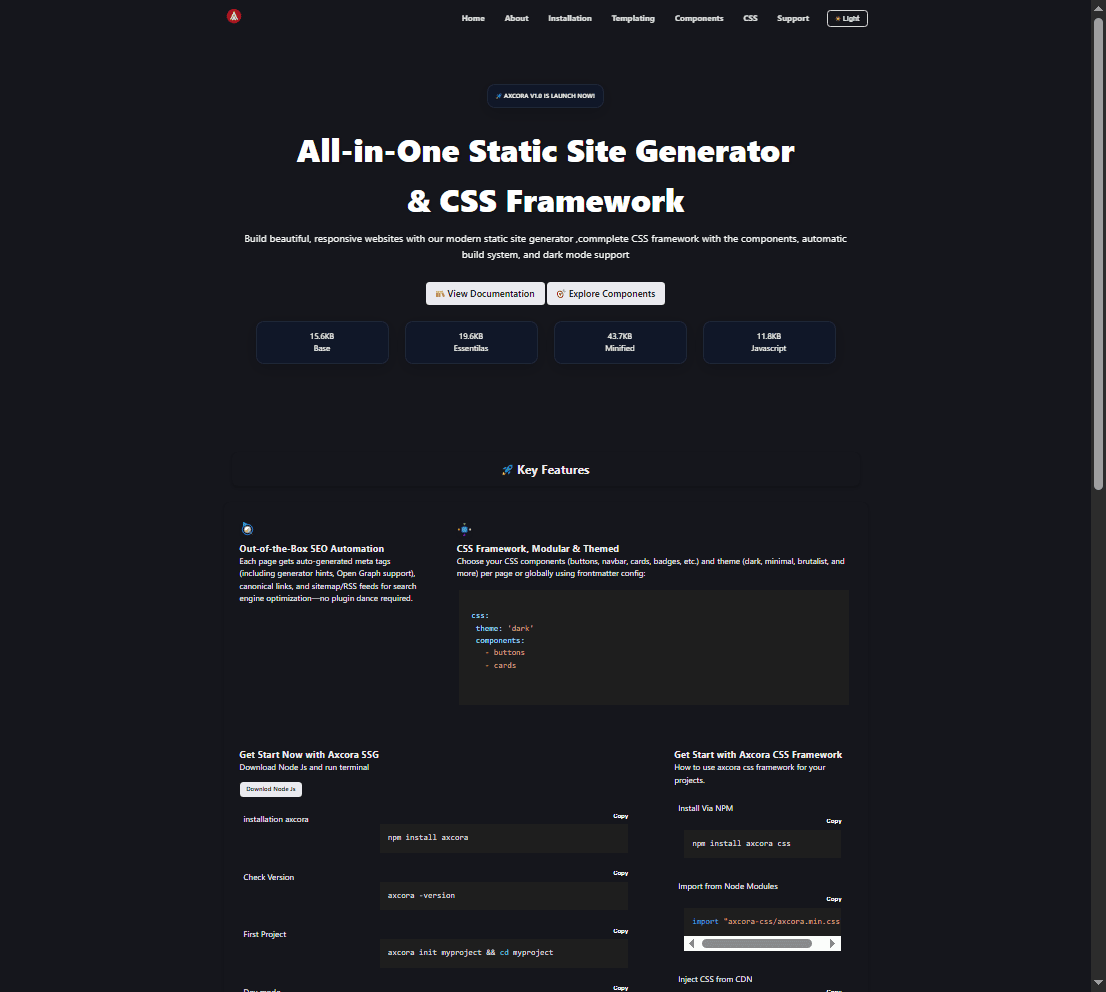 Home About Installation Templating Components CSS Support ☀ Light
🚀 AXCORA V1.0 IS LAUNCH NOW!
All-in-One Static Site Generator
& CSS Framework
Build beautiful, responsive websites with our modern static site generator ,commplete CSS framework with the components, automatic
build system, and dark mode support
View Documentation Explore Components
15.6KB
Base
19.6KB
Essentilas
43.7KB
Minified
11.8KB
Javascript
🚀 Key Features
Out-of-the-Box SEO Automation
Each page gets auto-generated meta tags
(including generator hints, Open Graph support),
canonical links, and sitemap/RSS feeds for search
engine optimization—no plugin dance required.
CSS Framework, Modular & Themed
Choose your CSS components (buttons, navbar, cards, badges, etc.) and theme (dark, minimal, brutalist, and
more) per page or globally using frontmatter config:
css:
theme: 'dark'
components:
- buttons
- cards
Get Start Now with Axcora SSG
Download Node Js and run terminal
Downlod Node Js
installation axcora
Copy
npm install axcora
Check Version
Copy
axcora -version
First Project
Copy
axcora init myproject && cd myproject
Dev mode
Copy
Get Start with Axcora CSS Framework
How to use axcora css framework for your
projects.
Install Via NPM
Copy
npm install axcora css
Import from Node Modules
Copy
import "axcora-css/axcora.min.css
Inject CSS from CDN
Copy